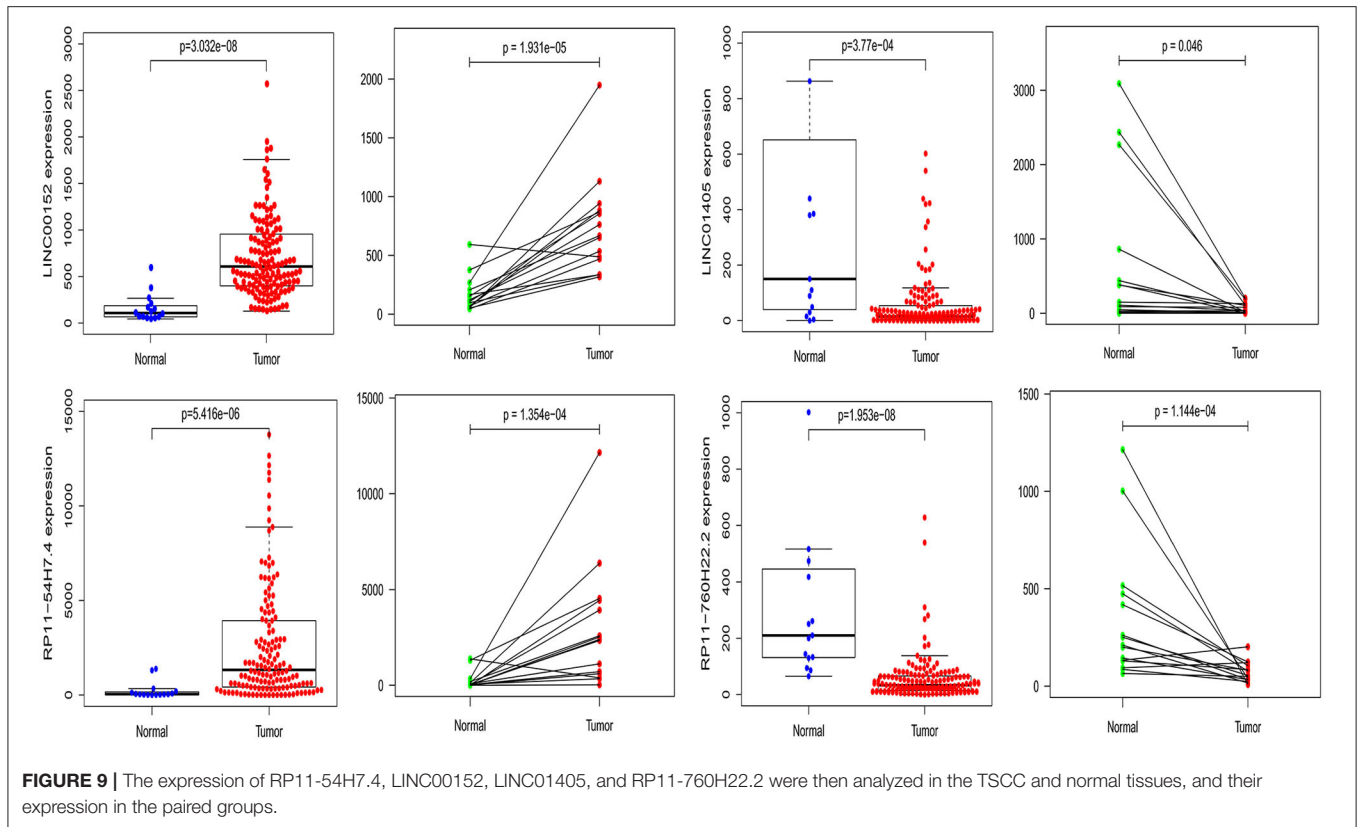 LINC00152 expression
0
500
1000
1500
2000
2500
3000
p=3.032e−08
Normal
Tumor
0
500
1000
1500
2000
p = 1.931e−05
Normal
Tumor
LINC01405 expression
0
200
400
600
800
1000
p=3.77e−04
Normal
Tumor
0
1000
2000
3000
p = 0.046
Normal
Tumor
RP11−54H7.4 expression
0
5000
10000
15000
p=5.416e−06
Normal
Tumor
0
5000
10000
15000
p = 1.354e−04
Normal
Tumor
RP11−760H22.2 expression
0
200
400
600
800
1000
p=1.953e−08
Normal
Tumor
0
500
1000
1500
p = 1.144e−04
Normal
Tumor
FIGURE 9 | The expression of RP11-54H7.4, LINC00152, LINC01405, and RP11-760H22.2 were then analyzed in the TSCC and normal tissues, and their
expression in the paired groups.